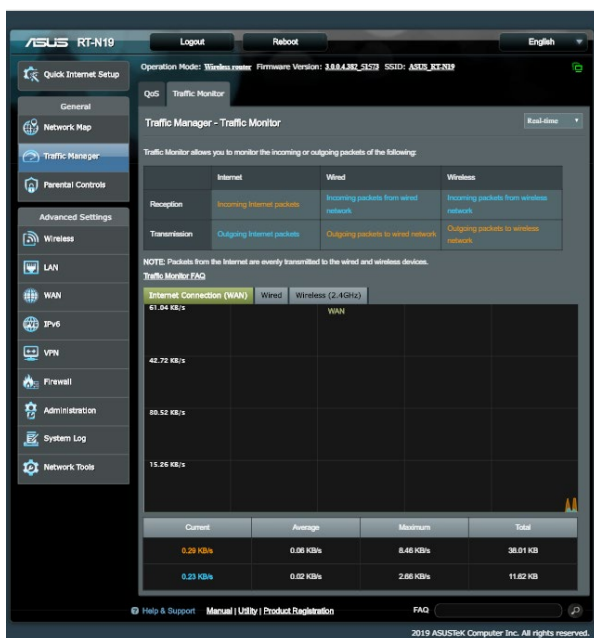 ASUS RT-N19 Logout Reboot English
Quick Internet Setup
Operation Mode: Wireless router Firmware Version: 3.0.0.4.382_51573 SSID: ASUS_RT-N19
QoS Traffic Monitor
General
Network Map
Traffic Manager
Parental Controls
Advanced Settings
Wireless
LAN
WAN
IPv6
VPN
Firewall
Administration
System Log
Network Tools
Traffic Manager - Traffic Monitor Real-time
Traffic Monitor allows you to monitor the incoming or outgoing packets of the following:
Internet Wired Wireless
Reception Incoming Internet packets Incoming packets from wired network Incoming packets from wireless network
Transmission Outgoing Internet packets Outgoing packets to wired network Outgoing packets to wireless network
NOTE: Packets from the Internet are evenly transmitted to the wired and wireless devices.
Traffic Monitor FAQ
Internet Connection (WAN) Wired Wireless (2.4GHz)
61.04 KB/s WAN
42.72 KB/s
80.52 KB/s
15.26 KB/s
Current Average Maximum Total
0.29 KB/s 0.06 KB/s 8.46 KB/s 36.01 KB
0.23 KB/s 0.02 KB/s 2.66 KB/s 11.62 KB
Help & Support Manual | Utility | Product Registration FAQ
2019 ASUSTeK Computer Inc. All rights reserved.